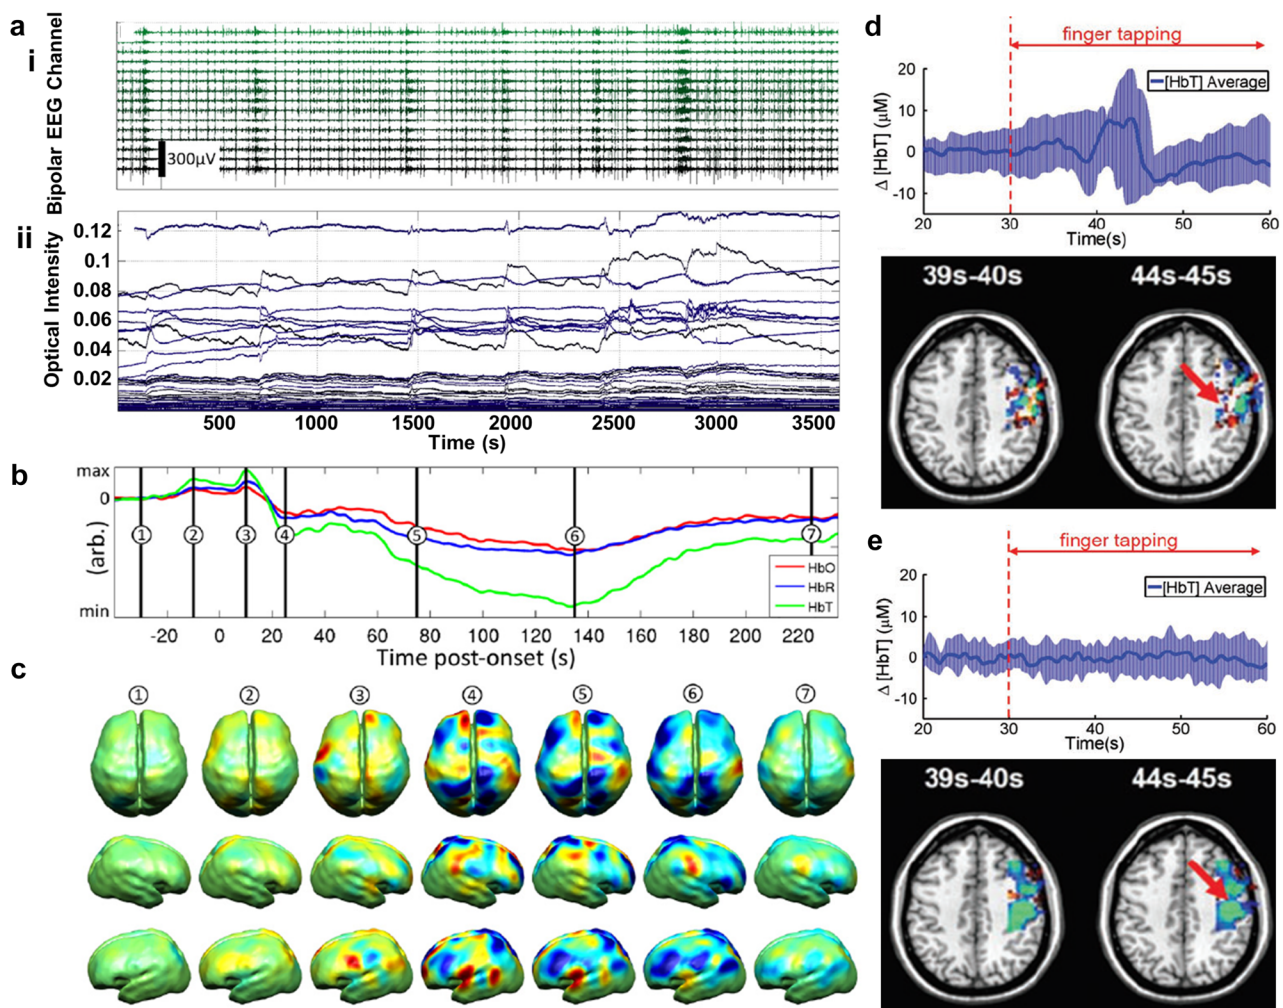 a
i
Bipolar EEG Channel
300µV
ii
Optical Intensity
0.12
0.1
0.08
0.06
0.04
0.02
500 1000 1500 2000 2500 3000 3500
Time (s)
b
max
0
(arb.)
min
① ② ③ ④ ⑤ ⑥ ⑦
HbO
HbR
HbT
-20 0 20 40 60 80 100 120 140 160 180 200 220
Time post-onset (s)
c
① ② ③ ④ ⑤ ⑥ ⑦
d
finger tapping
[HbT] Average
Δ [HbT] (µM)
20
10
0
-10
20 30 40 50 60
Time(s)
39s-40s 44s-45s
e
finger tapping
[HbT] Average
Δ [HbT] (µM)
20
10
0
-10
20 30 40 50 60
Time(s)
39s-40s 44s-45s